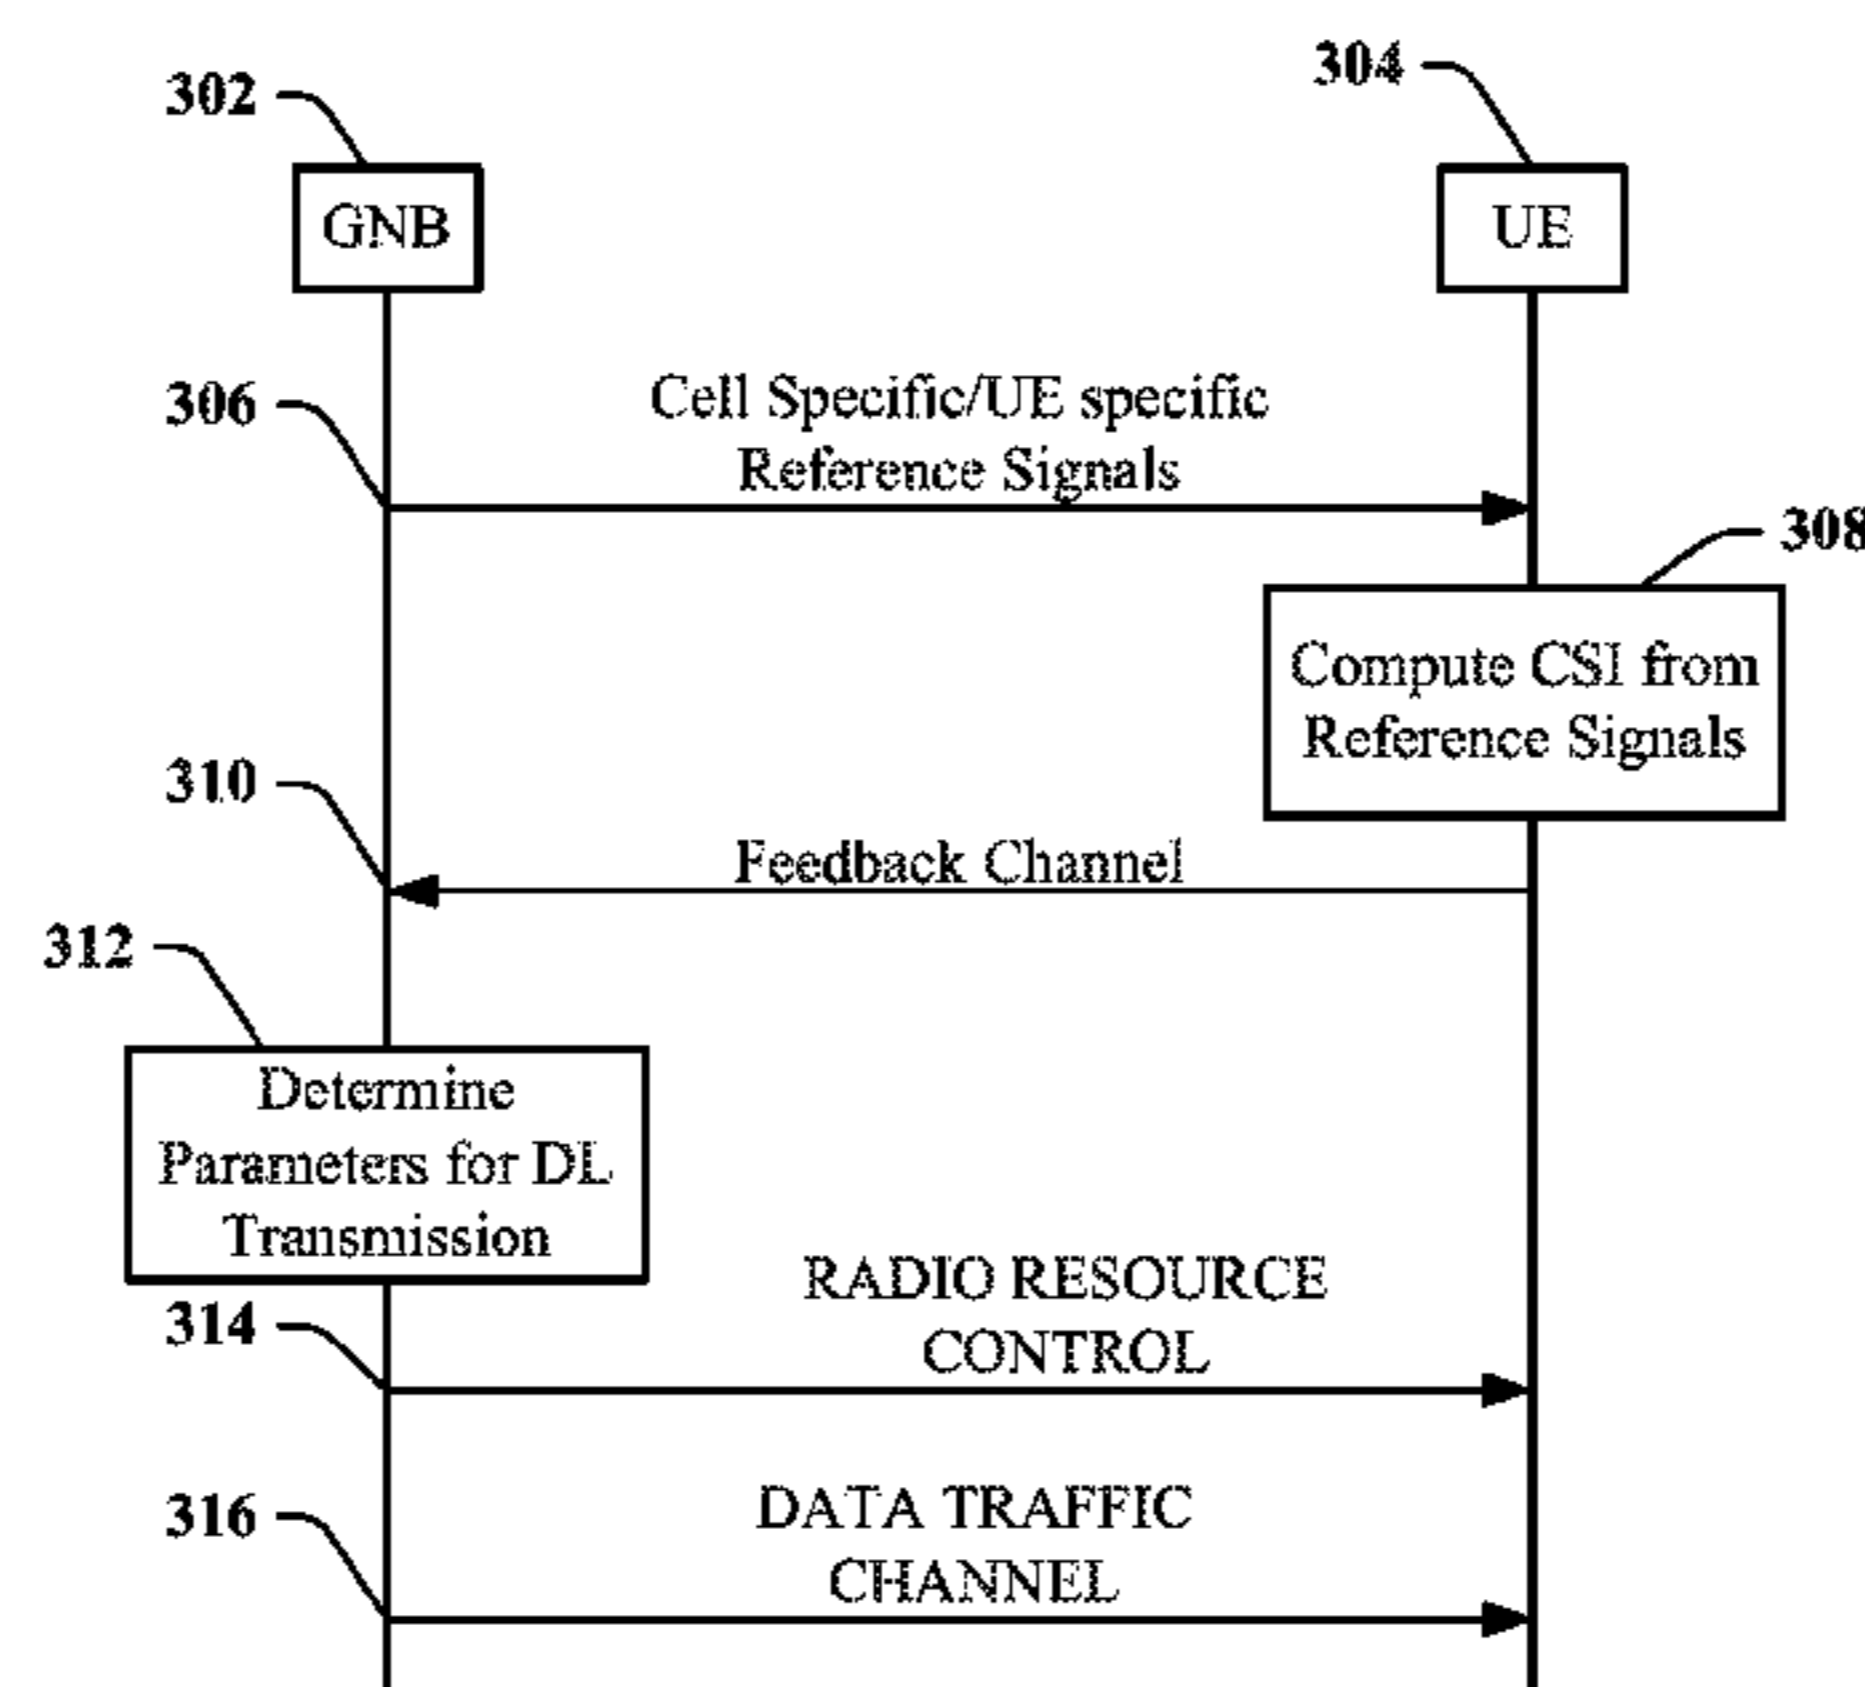 302
304
GNB
UE
306
Cell Specific/UE specific
Reference Signals
308
Compute CSI from
Reference Signals
310
Feedback Channel
312
Determine
Parameters for DL
Transmission
314
RADIO RESOURCE
CONTROL
316
DATA TRAFFIC
CHANNEL